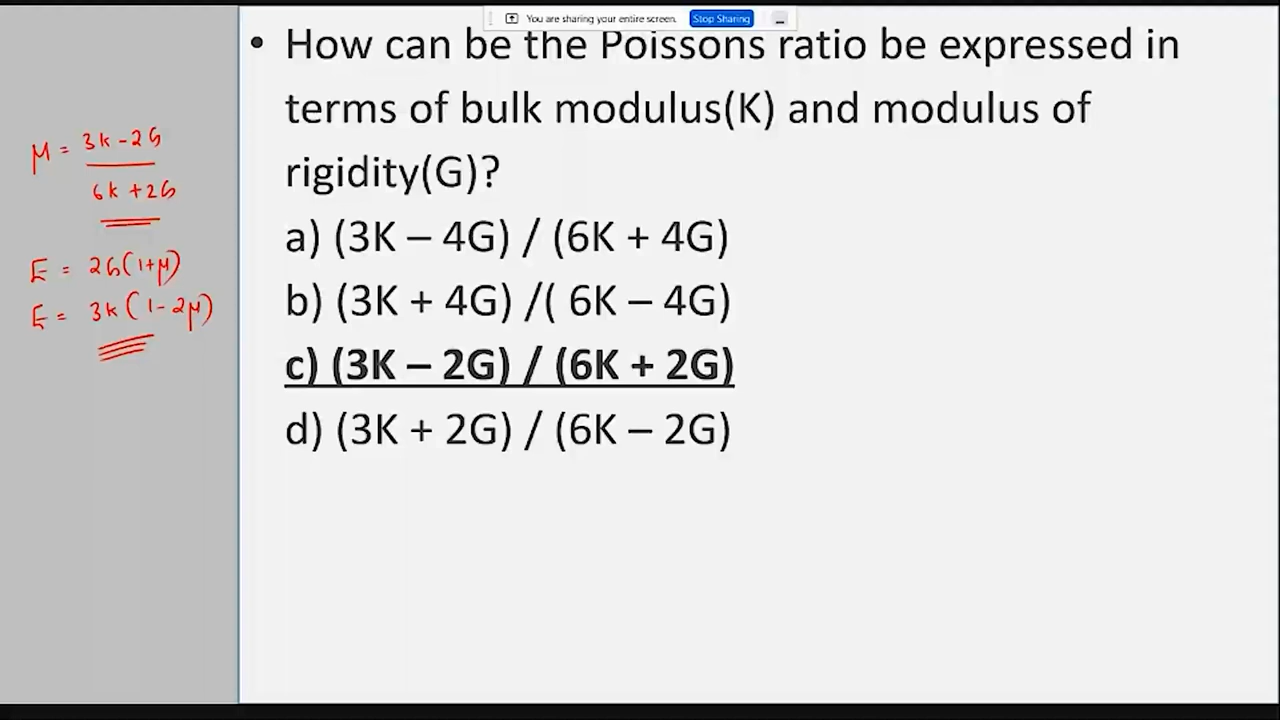 You are sharing your entire screen. Stop Sharing
• How can be the Poissons ratio be expressed in
terms of bulk modulus(K) and modulus of
rigidity(G)?
a) (3K – 4G) / (6K + 4G)
b) (3K + 4G) /( 6K – 4G)
c) (3K – 2G) / (6K + 2G)
d) (3K + 2G) / (6K – 2G)
μ = 3K - 2G
6K + 2G
E = 2G(1+μ)
E = 3K(1-2μ)